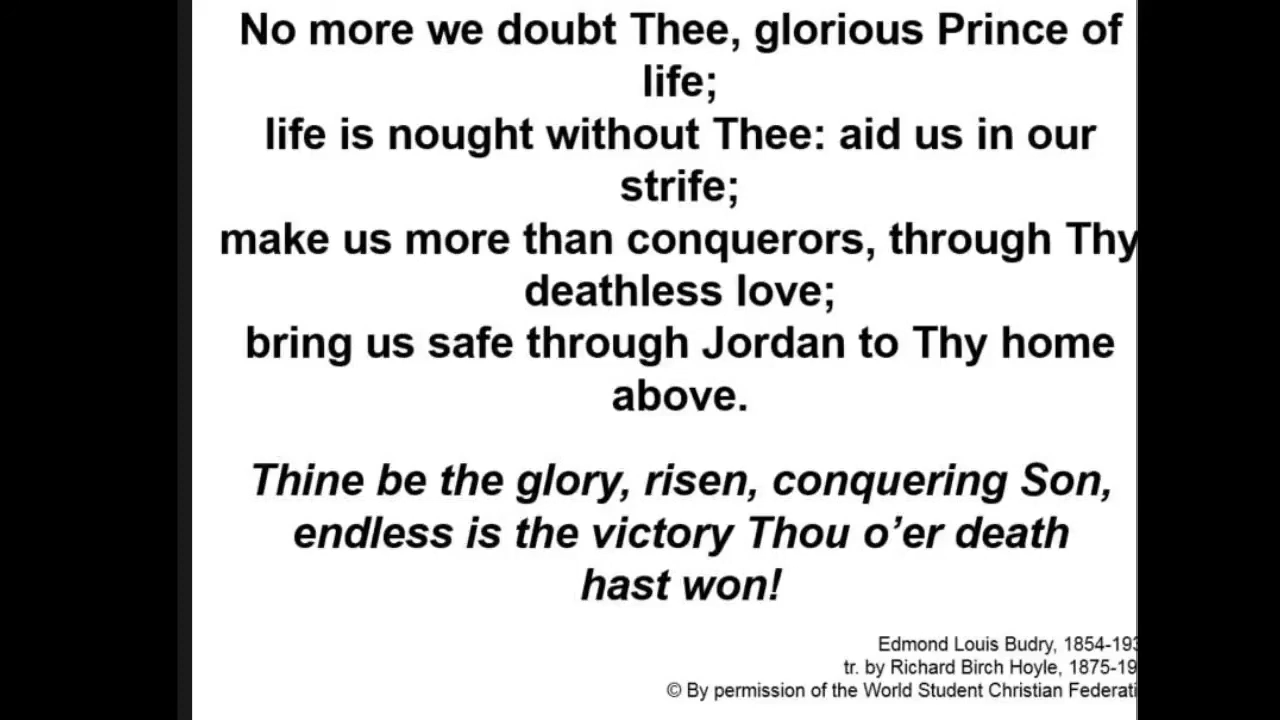 No more we doubt Thee, glorious Prince of
life;
life is nought without Thee: aid us in our
strife;
make us more than conquerors, through Thy
deathless love;
bring us safe through Jordan to Thy home
above.
Thine be the glory, risen, conquering Son,
endless is the victory Thou o’er death
hast won!
Edmond Louis Budry, 1854-193
tr. by Richard Birch Hoyle, 1875-19
© By permission of the World Student Christian Federati